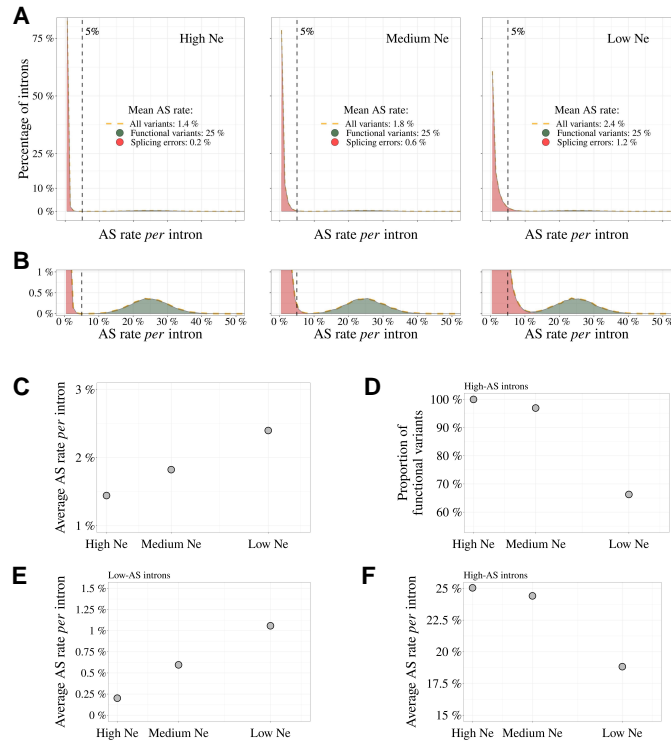 A
High Ne
Medium Ne
Low Ne
5%
5%
5%
75 %
50 %
25 %
10 %
0 %
Percentage of introns
Mean AS rate:
All variants: 1.4 %
Functional variants: 25 %
Splicing errors: 0.2 %
Mean AS rate:
All variants: 1.8 %
Functional variants: 25 %
Splicing errors: 0.6 %
Mean AS rate:
All variants: 2.4 %
Functional variants: 25 %
Splicing errors: 1.2 %
AS rate per intron
AS rate per intron
AS rate per intron
B
1 %
0.5 %
0 %
0 % 10 % 20 % 30 % 40 % 50 %
0 % 10 % 20 % 30 % 40 % 50 %
0 % 10 % 20 % 30 % 40 % 50 %
AS rate per intron
AS rate per intron
AS rate per intron
C
3 %
2 %
1 %
Average AS rate per intron
High Ne Medium Ne Low Ne
D
High-AS introns
100 %
90 %
80 %
70 %
60 %
Proportion of
functional variants
High Ne Medium Ne Low Ne
E
Low-AS introns
1.5 %
1.25 %
1 %
0.5 %
0.25 %
0 %
Average AS rate per intron
High Ne Medium Ne Low Ne
F
High-AS introns
25 %
22.5 %
19 %
17.5 %
15 %
Average AS rate per intron
High Ne Medium Ne Low Ne